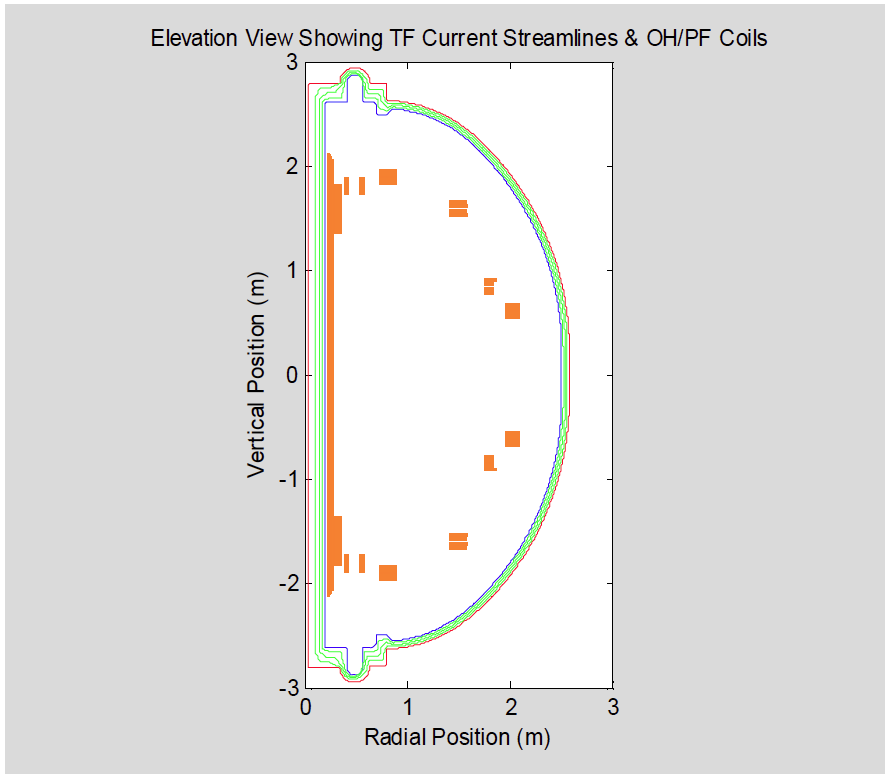 Elevation View Showing TF Current Streamlines & OH/PF Coils
3
2
1
0
-1
-2
-3
Vertical Position (m)
0 1 2 3
Radial Position (m)